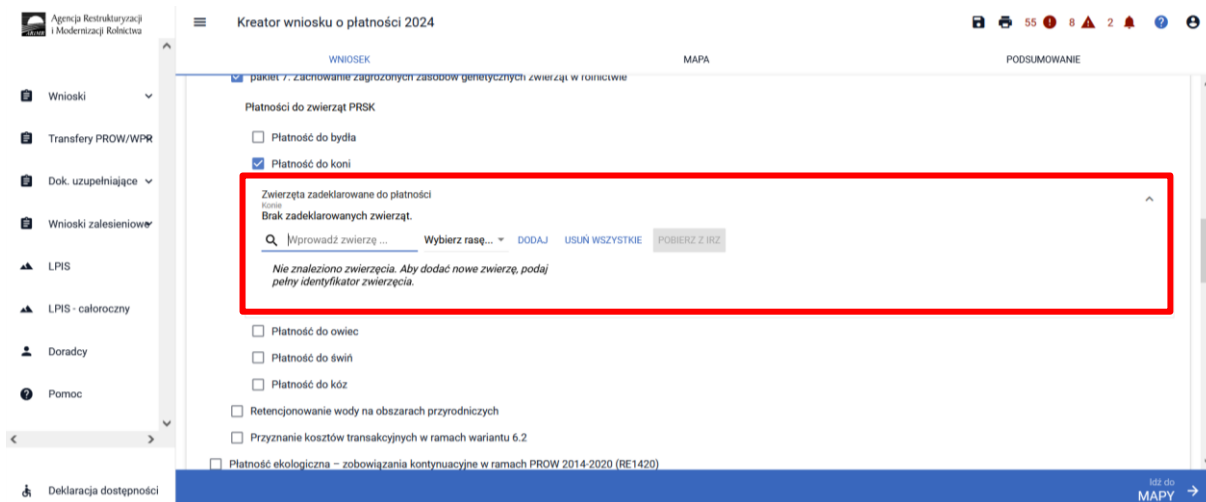 Agencja Restrukturyzacji
i Modernizacji Rolnictwa
Kreator wniosku o płatności 2024
55 8 2
WNIOSEK MAPA PODSUMOWANIE
Wnioski
Transfery PROW/WPR
Dok. uzupełniające
Wnioski zalesieniowe
LPIS
LPIS - całoroczny
Doradcy
Pomoc
Deklaracja dostępności
pakiet 7. Zachowanie zagrożonych zasobów genetycznych zwierząt w rolnictwie
Płatności do zwierząt PRSK
Płatność do bydła
Płatność do koni
Zwierzęta zadeklarowane do płatności
Konie
Brak zadeklarowanych zwierząt.
Wprowadź zwierzę ... Wybierz rasę... DODAJ USUŃ WSZYSTKIE POBIERZ Z IRZ
Nie znaleziono zwierzęcia. Aby dodać nowe zwierzę, podaj
pełny identyfikator zwierzęcia.
Płatność do owiec
Płatność do świń
Płatność do kóz
Retencjonowanie wody na obszarach przyrodniczych
Przyznanie kosztów transakcyjnych w ramach wariantu 6.2
Płatność ekologiczna – zobowiązania kontynuacyjne w ramach PROW 2014-2020 (RE1420)
Idź do
MAPY